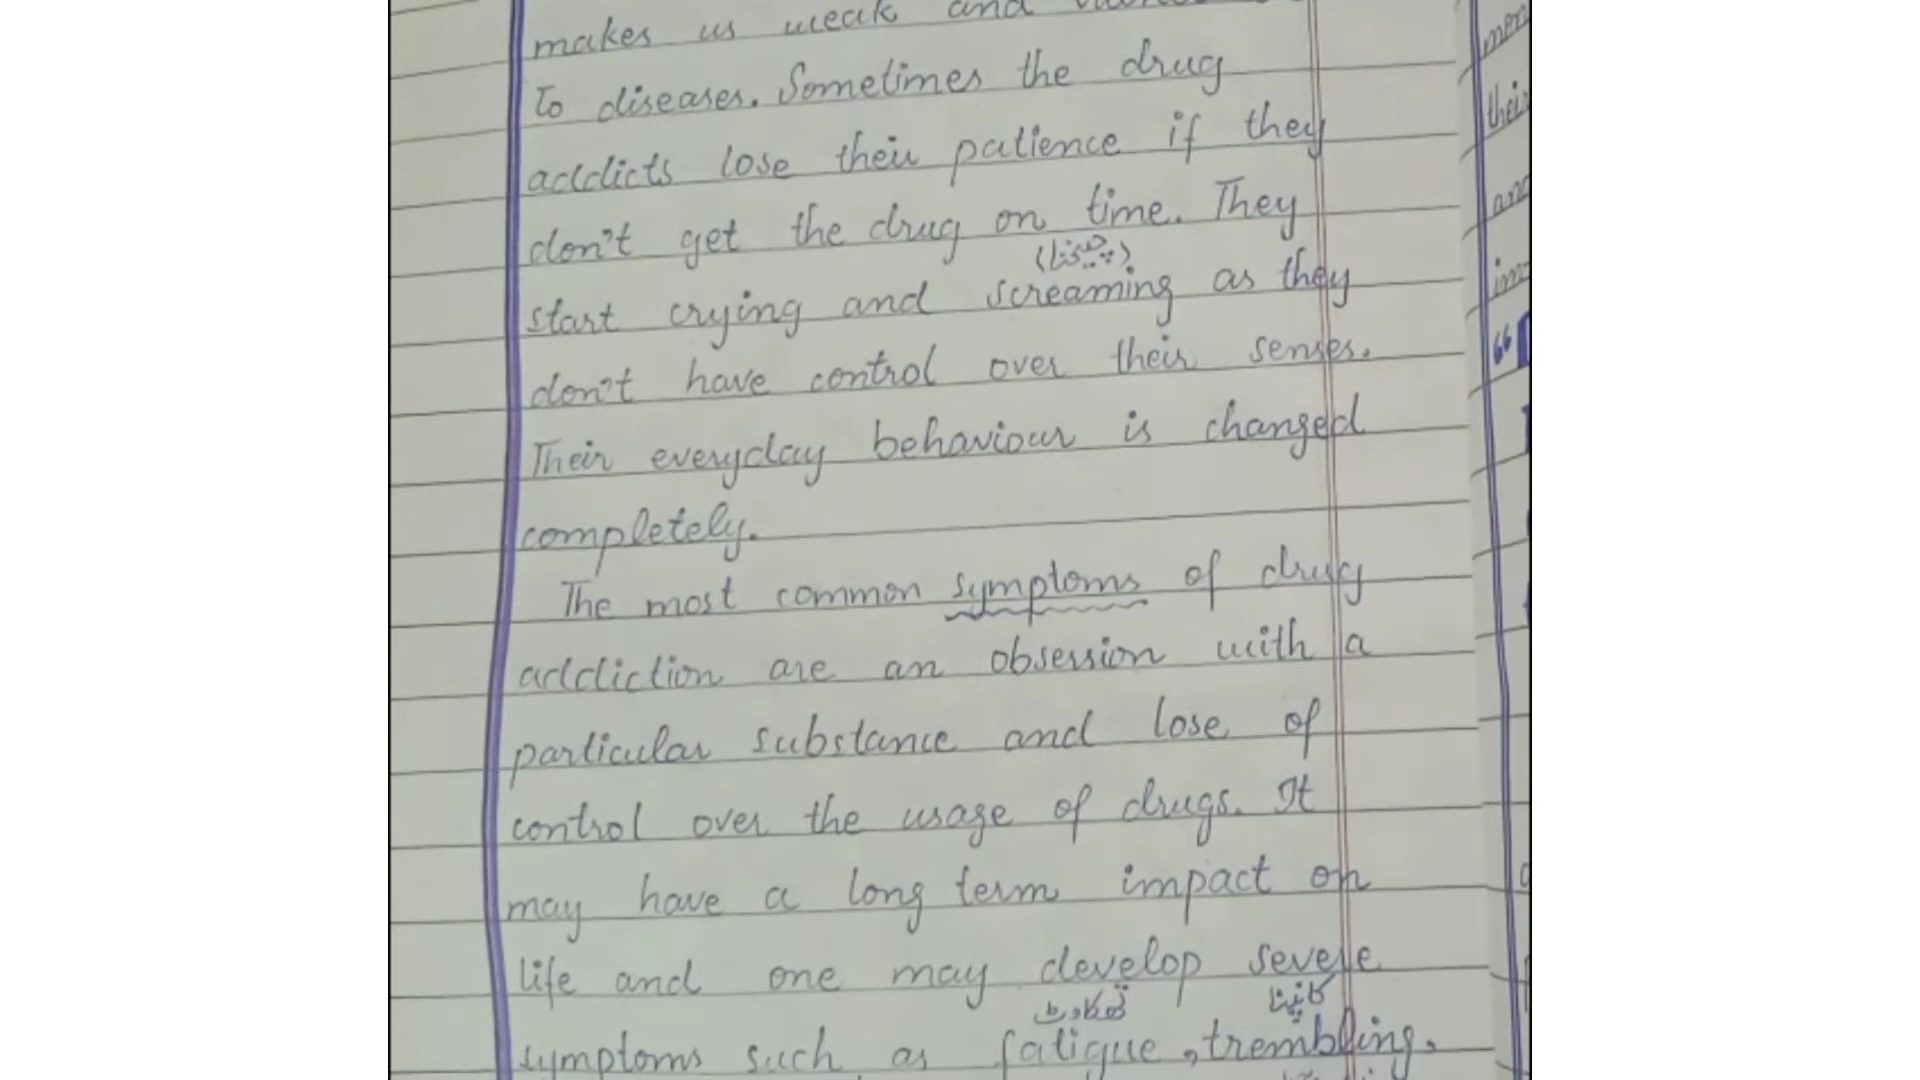 makes us weak and
to diseases. Sometimes the drug
addicts lose their patience if they
don't get the drug on time. They
(چیخنا)
start crying and screaming as they
don't have control over their senses.
Their everyday behaviour is changed
completely.
The most common symptoms of drug
addiction are an obsession with a
particular substance and lose of
control over the usage of drugs. It
may have a long term impact on
life and one may develop severe
تھکاوٹ کانپنا
symptoms such as fatigue, trembling,